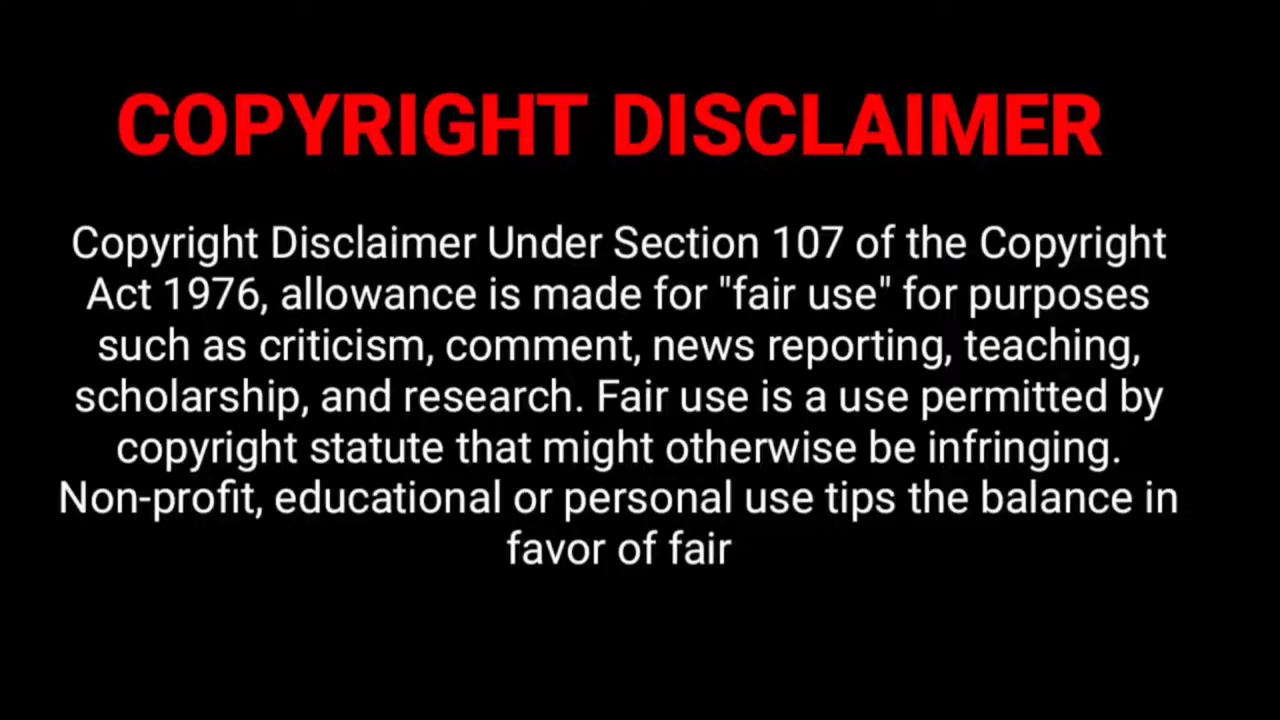 COPYRIGHT DISCLAIMER
Copyright Disclaimer Under Section 107 of the Copyright
Act 1976, allowance is made for "fair use" for purposes
such as criticism, comment, news reporting, teaching,
scholarship, and research. Fair use is a use permitted by
copyright statute that might otherwise be infringing.
Non-profit, educational or personal use tips the balance in
favor of fair